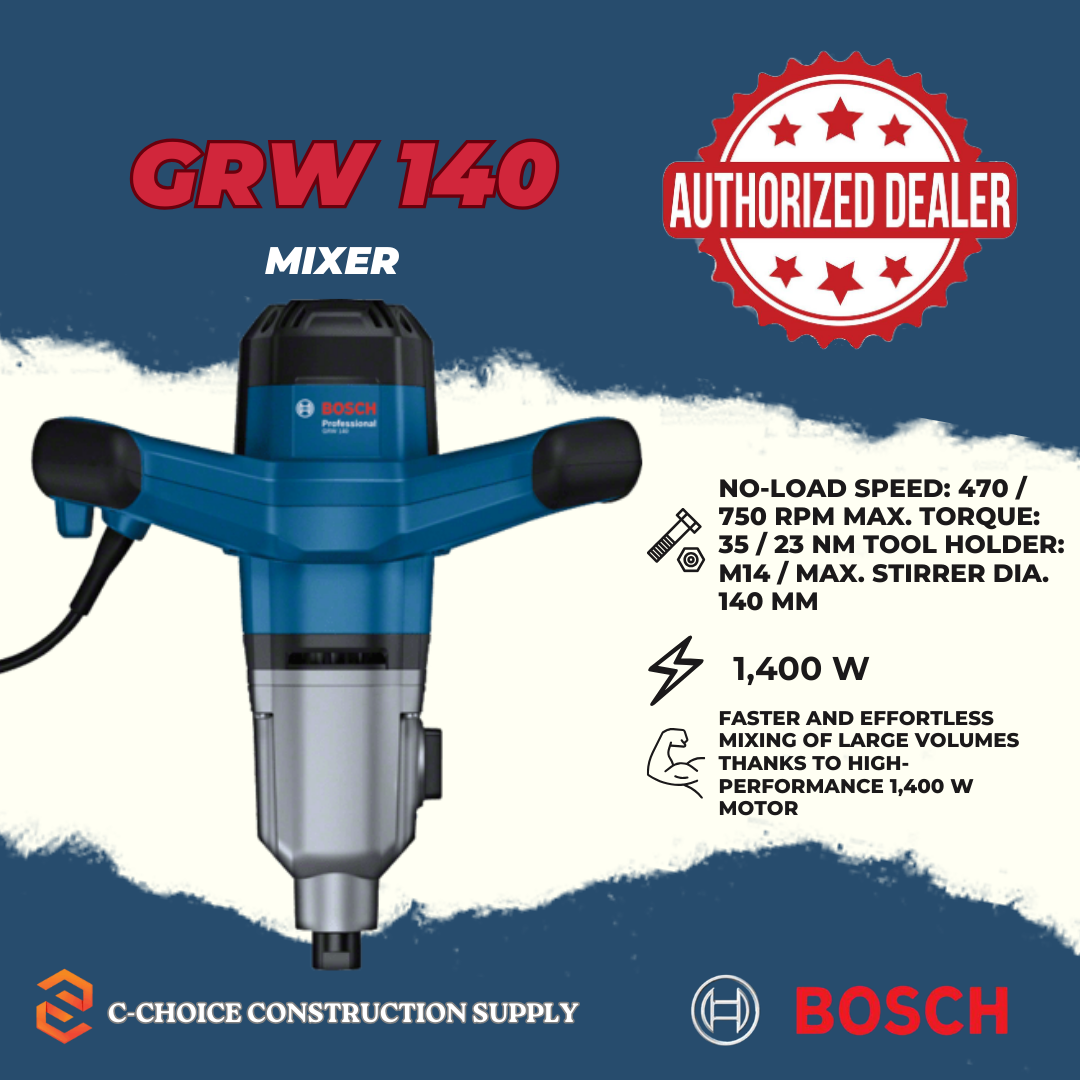 GRW 140
MIXER
AUTHORIZED DEALER
BOSCH
Professional
GRW 140
NO-LOAD SPEED: 470 /
750 RPM MAX. TORQUE:
35 / 23 NM TOOL HOLDER:
M14 / MAX. STIRRER DIA.
140 MM
1,400 W
FASTER AND EFFORTLESS
MIXING OF LARGE VOLUMES
THANKS TO HIGH-
PERFORMANCE 1,400 W
MOTOR
C-CHOICE CONSTRUCTION SUPPLY
BOSCH